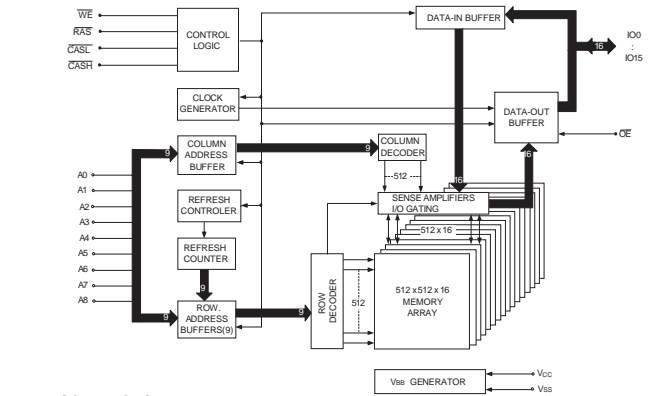 WE
RAS
CASL
CASH
CONTROL
LOGIC
DATA-IN BUFFER
16
IO0
:
IO15
CLOCK
GENERATOR
DATA-OUT
BUFFER
OE
9
COLUMN
ADDRESS
BUFFER
9
COLUMN
DECODER
512
16
16
A0
A1
A2
A3
A4
A5
A6
A7
A8
REFRESH
CONTROLER
SENSE AMPLIFIERS
I/O GATING
512 x 16
REFRESH
COUNTER
9
9
ROW.
ADDRESS
BUFFERS(9)
9
ROW
DECODER
512
512 x 512 x 16
MEMORY
ARRAY
VBB GENERATOR
VCC
VSS